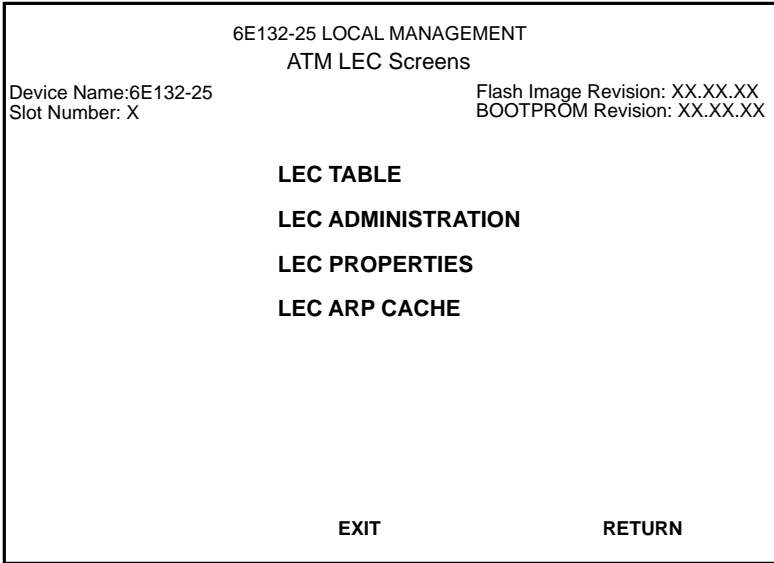 6E132-25 LOCAL MANAGEMENT
ATM LEC Screens
Device Name:6E132-25
Slot Number: X
Flash Image Revision: XX.XX.XX
BOOTPROM Revision: XX.XX.XX
LEC TABLE
LEC ADMINISTRATION
LEC PROPERTIES
LEC ARP CACHE
EXIT
RETURN